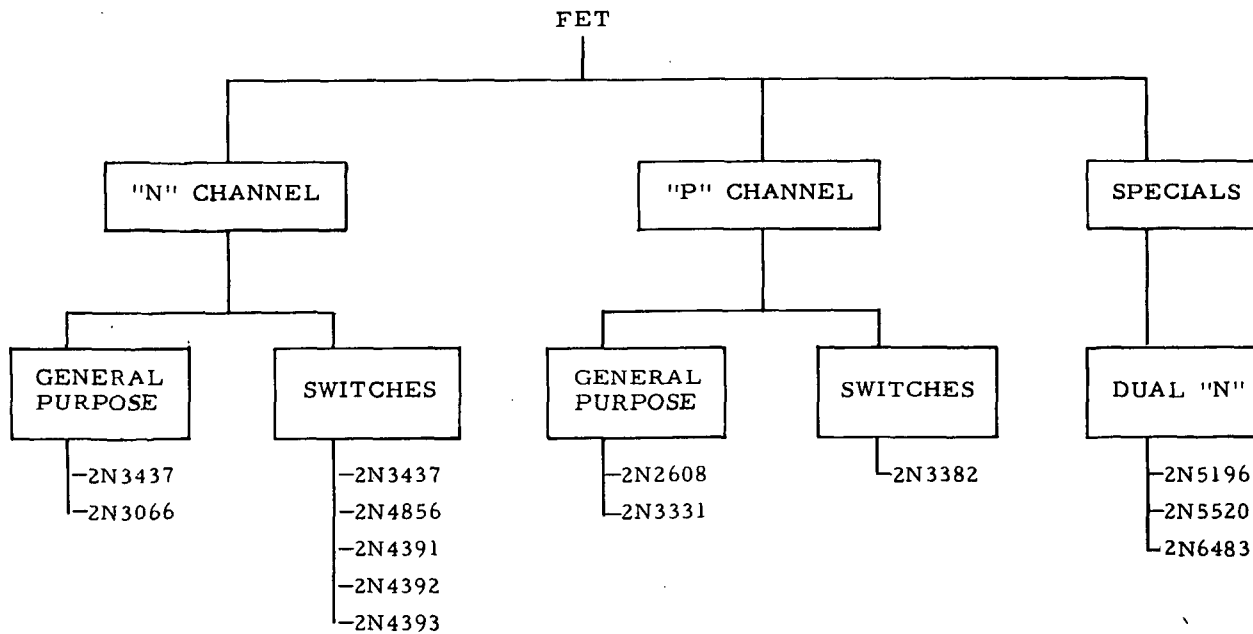 FET
"N" CHANNEL
"P" CHANNEL
SPECIALS
GENERAL
PURPOSE
SWITCHES
GENERAL
PURPOSE
SWITCHES
DUAL "N"
2N3437
2N3066
2N3437
2N4856
2N4391
2N4392
2N4393
2N2608
2N3331
2N3382
2N5196
2N5520
2N6483